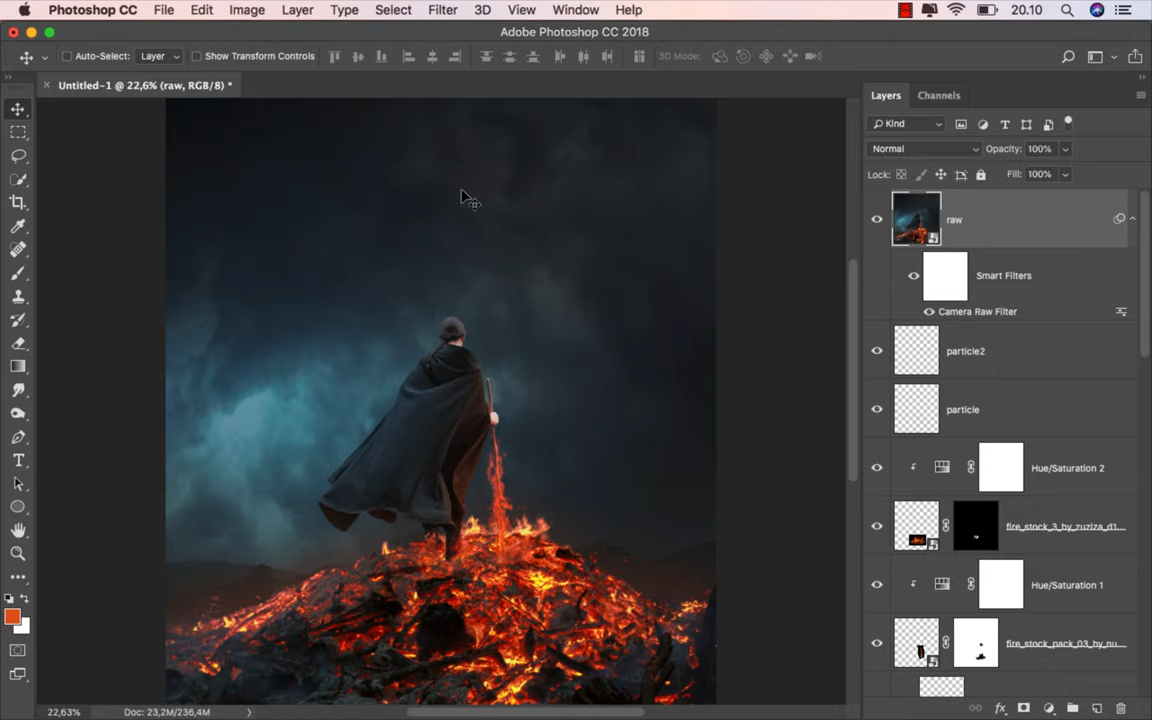 Photoshop CC File Edit Image Layer Type Select Filter 3D View Window Help 20.10
Adobe Photoshop CC 2018
Auto-Select: Layer Show Transform Controls 3D Mode:
× Untitled-1 @ 22,6% (raw, RGB/8) *
Layers Channels
Kind
Normal Opacity: 100%
Lock: Fill: 100%
raw
Smart Filters
Camera Raw Filter
particle2
particle
Hue/Saturation 2
fire_stock_3_by_zuziza_d1...
Hue/Saturation 1
fire_stock_pack_03_by_nu...
22,63% Doc: 23,2M/236,4M